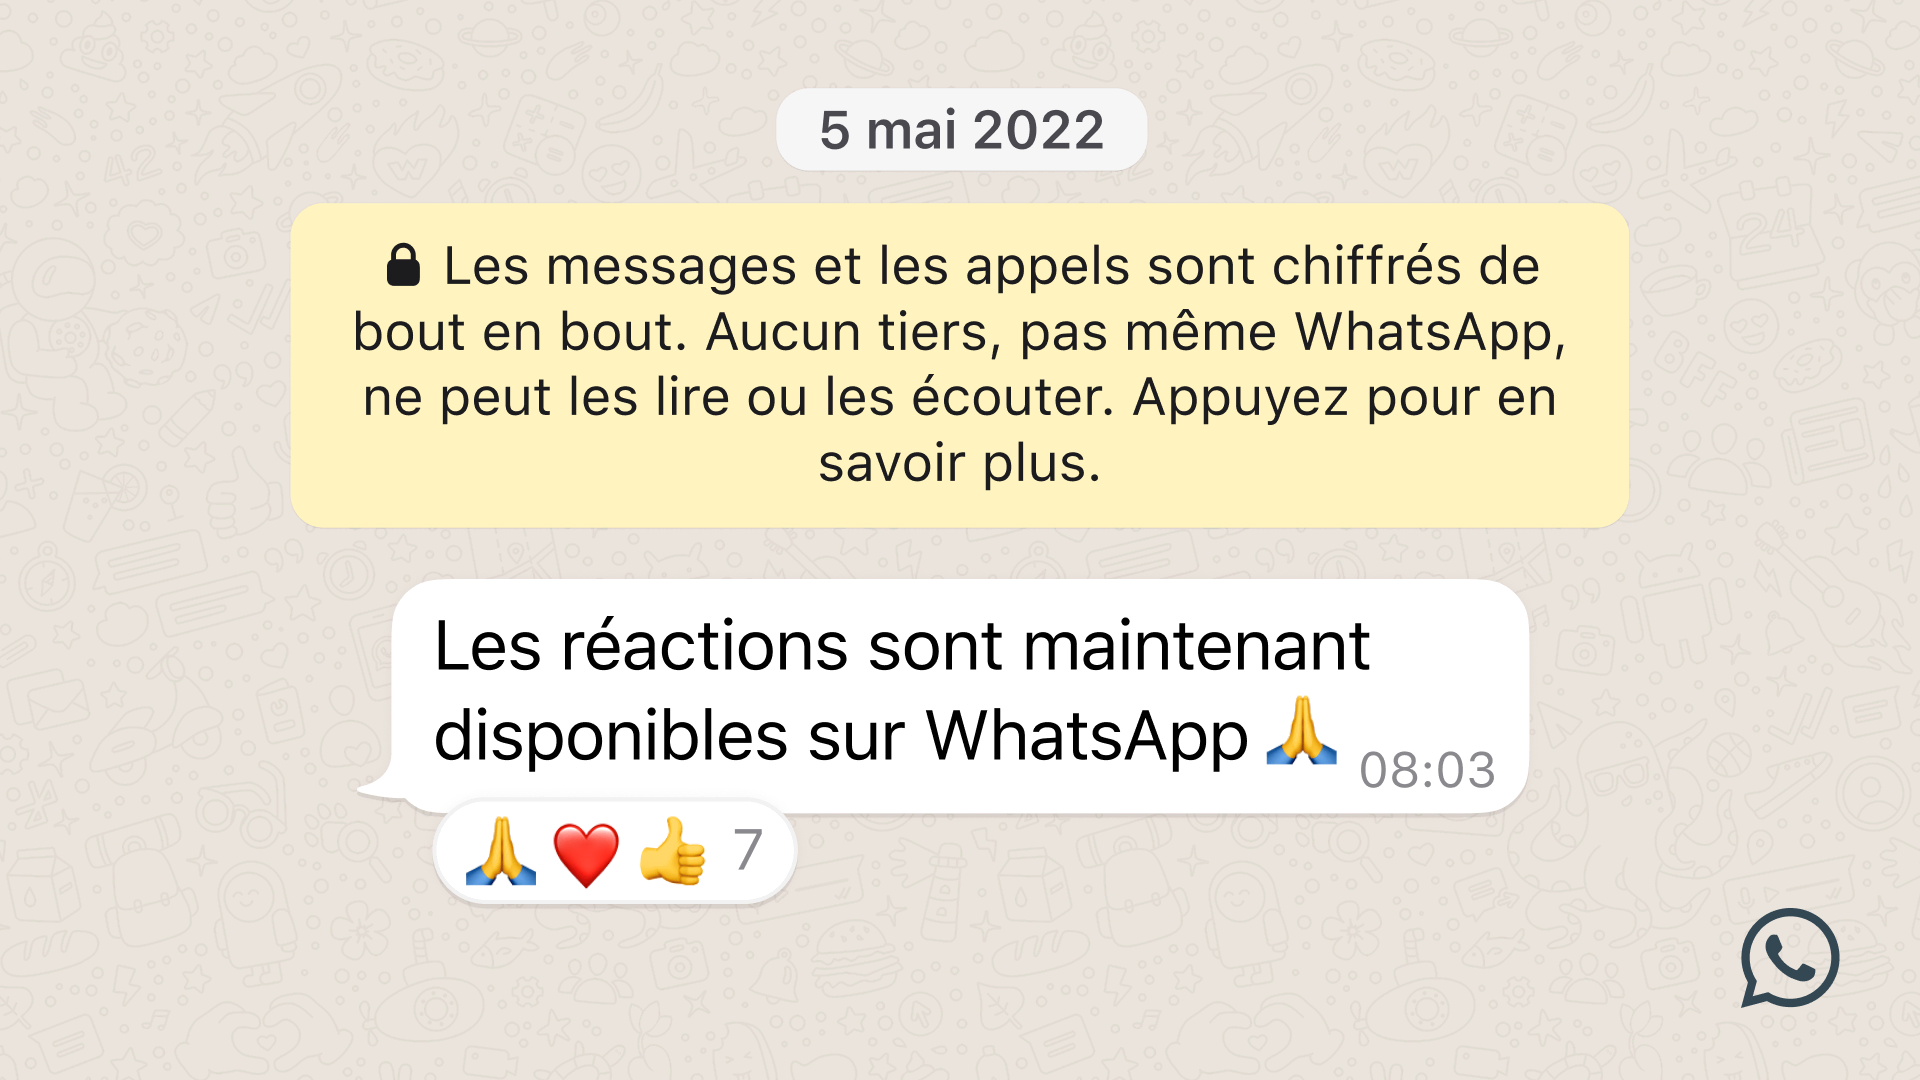 5 mai 2022
🔒 Les messages et les appels sont chiffrés de
bout en bout. Aucun tiers, pas même WhatsApp,
ne peut les lire ou les écouter. Appuyez pour en
savoir plus.
Les réactions sont maintenant
disponibles sur WhatsApp 🙏 08:03
🙏 ❤️ 👍 7